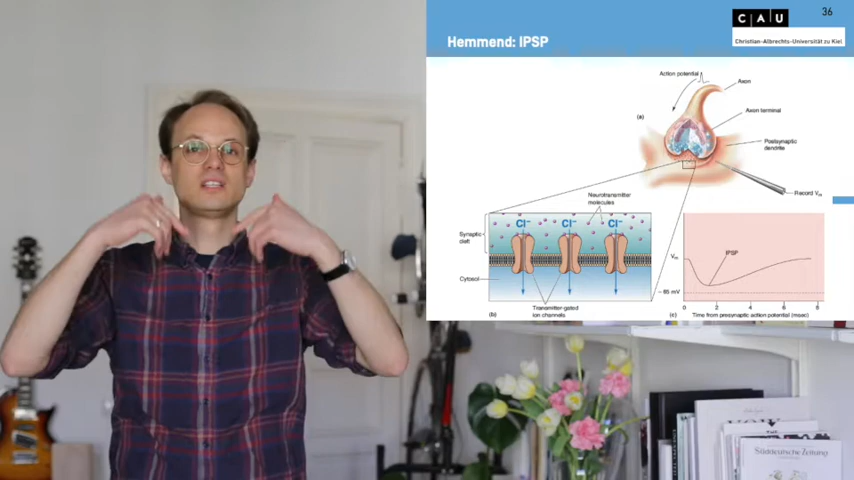 36
CAU
Christian-Albrechts-Universität zu Kiel
Hemmend: IPSP
Action potential
Axon
(a)
Axon terminal
Postsynaptic
dendrite
Record Vm
Neurotransmitter
molecules
Synaptic
cleft
Cl⁻ Cl⁻ Cl⁻
Cytosol
Transmitter-gated
ion channels
(b)
Vm
IPSP
– 65 mV
0 2 4 6 8
(c) Time from presynaptic action potential (msec)
Süddeutsche Zeitung